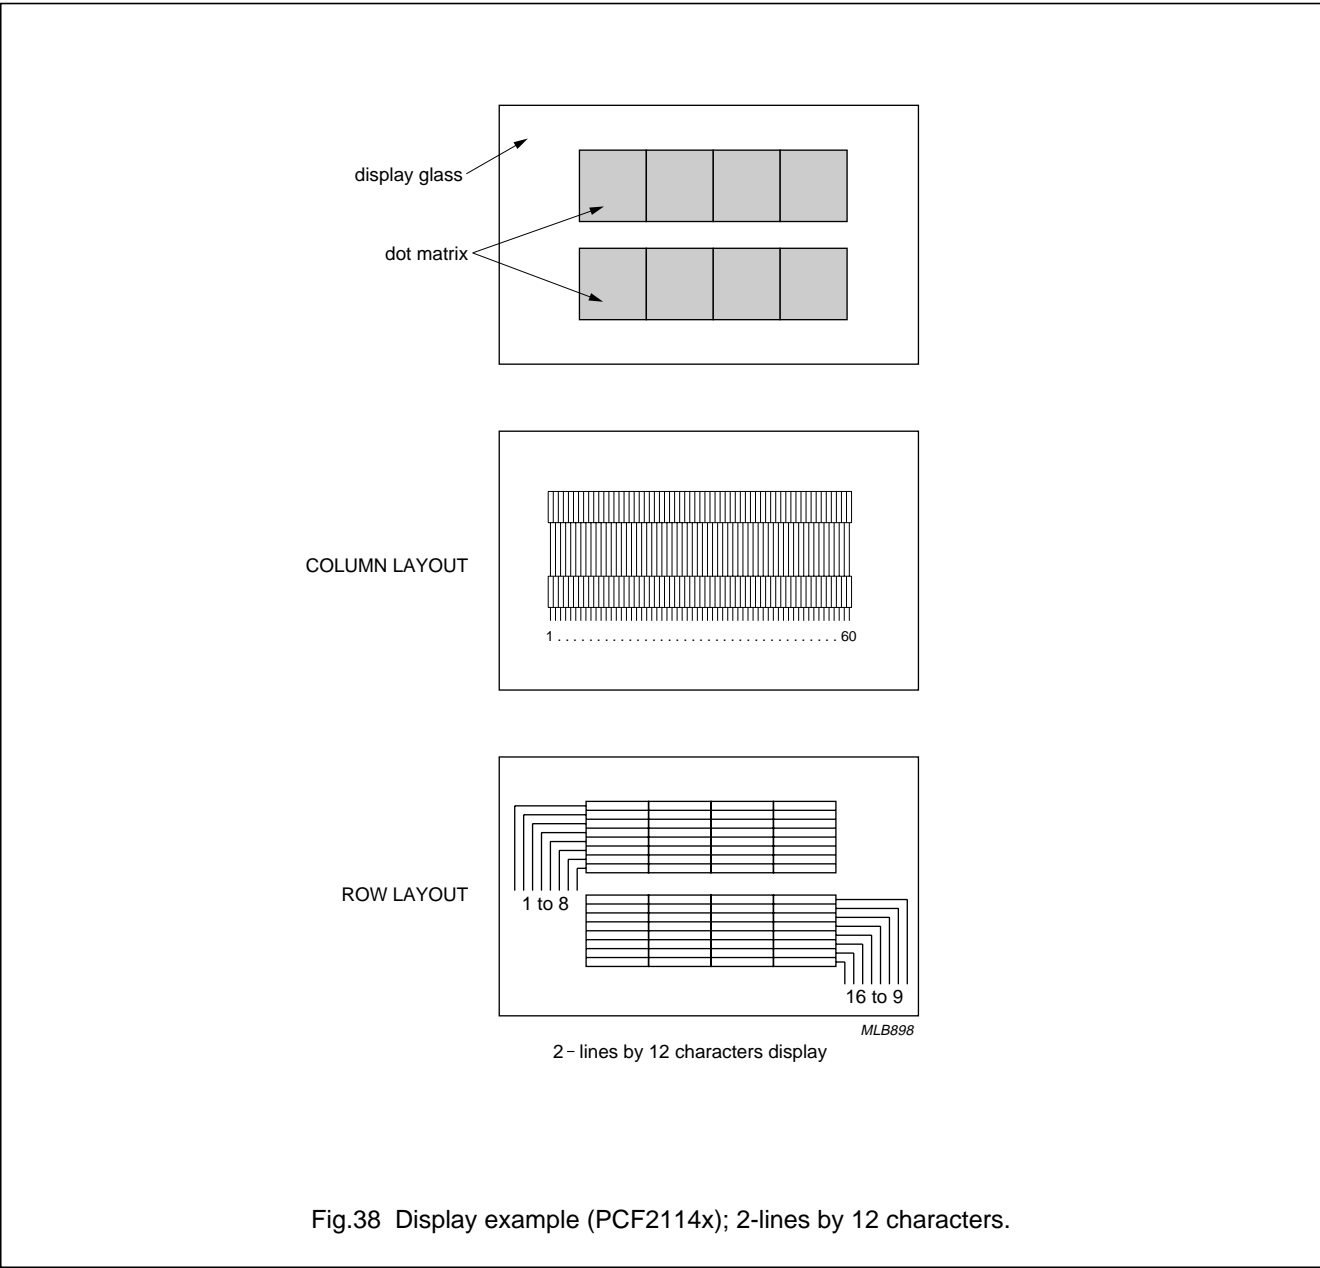 display glass
dot matrix
COLUMN LAYOUT
1 . . . . . . . . . . . . . . . . . . . . . . . . . . . . . . . . . . . . 60
ROW LAYOUT
1 to 8
16 to 9
MLB898
2 – lines by 12 characters display
Fig.38 Display example (PCF2114x); 2-lines by 12 characters.